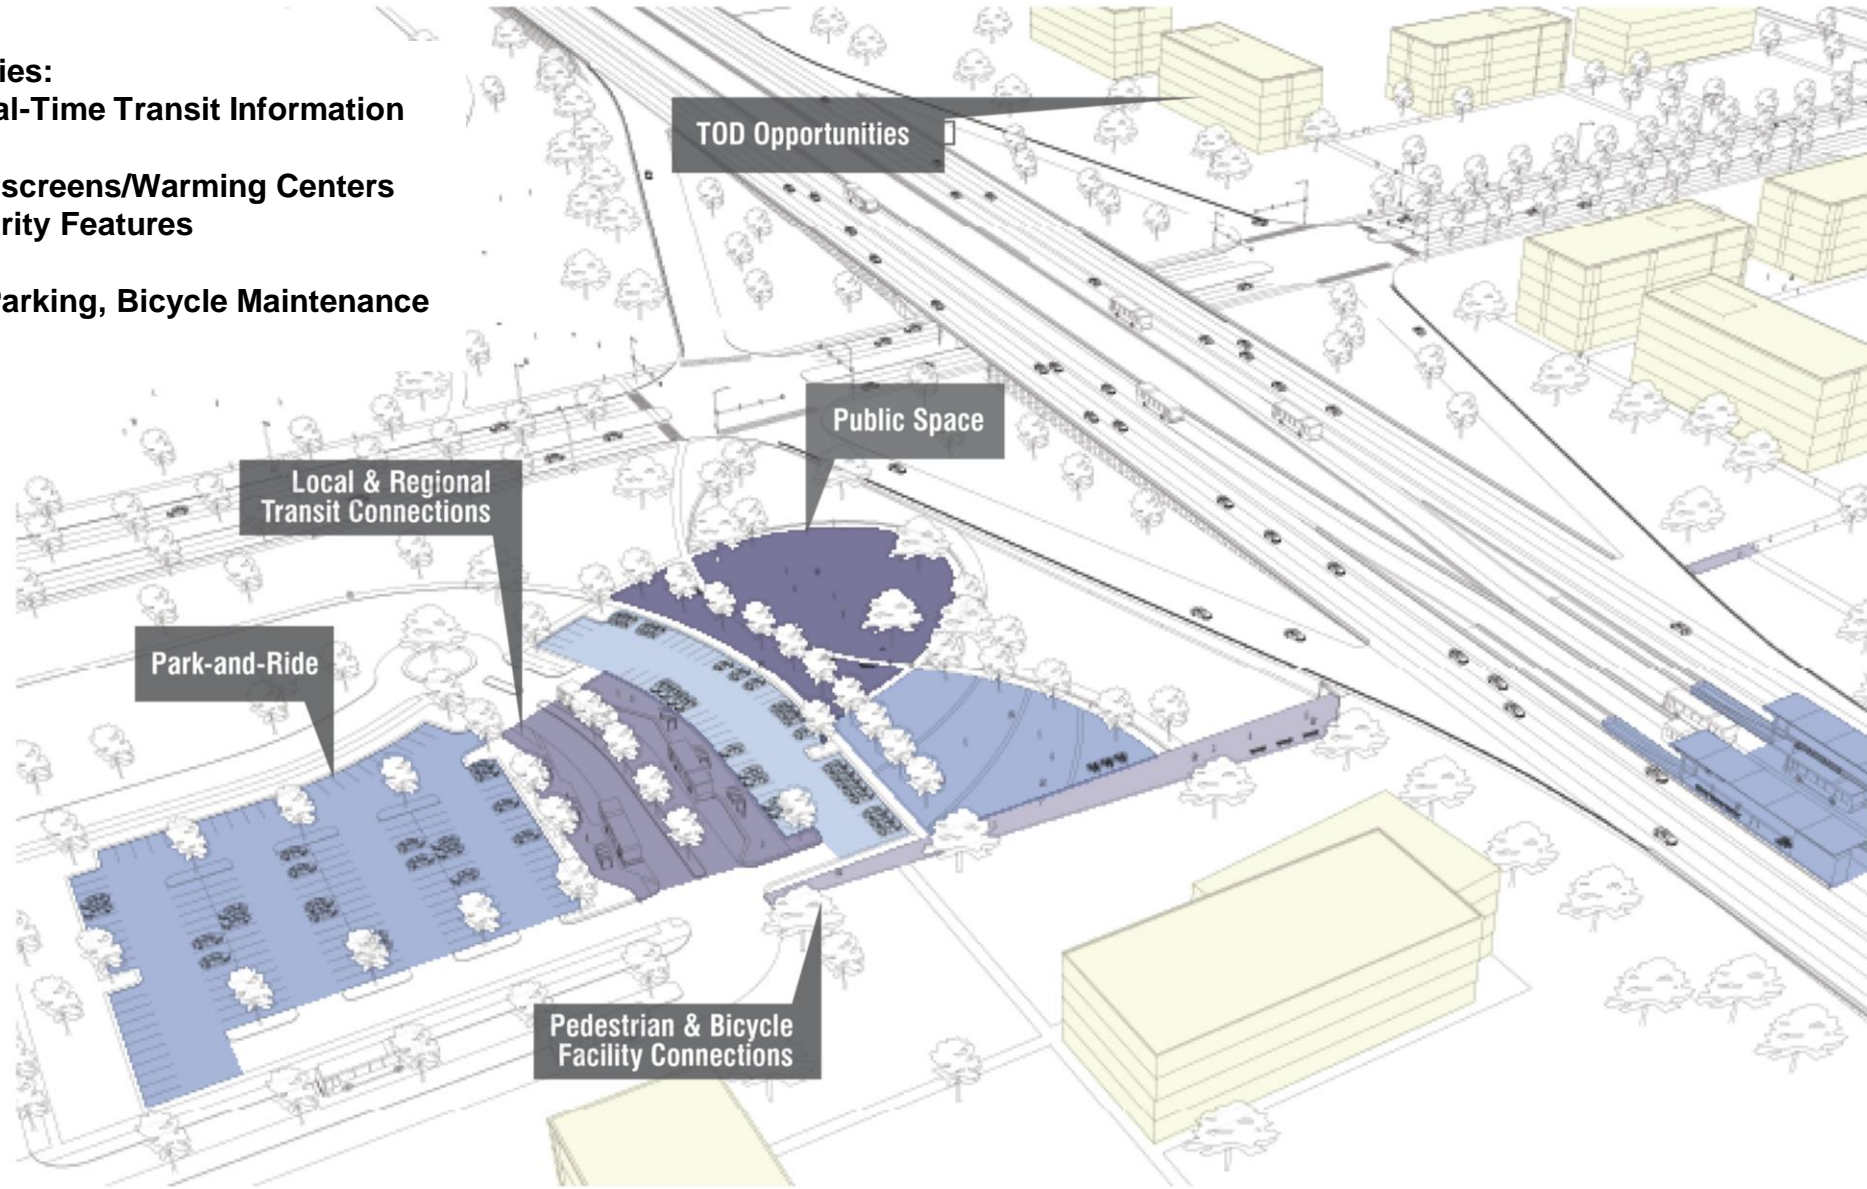 ies:
al-Time Transit Information
screens/Warming Centers
rity Features
Parking, Bicycle Maintenance
TOD Opportunities
Public Space
Local & Regional
Transit Connections
Park-and-Ride
Pedestrian & Bicycle
Facility Connections